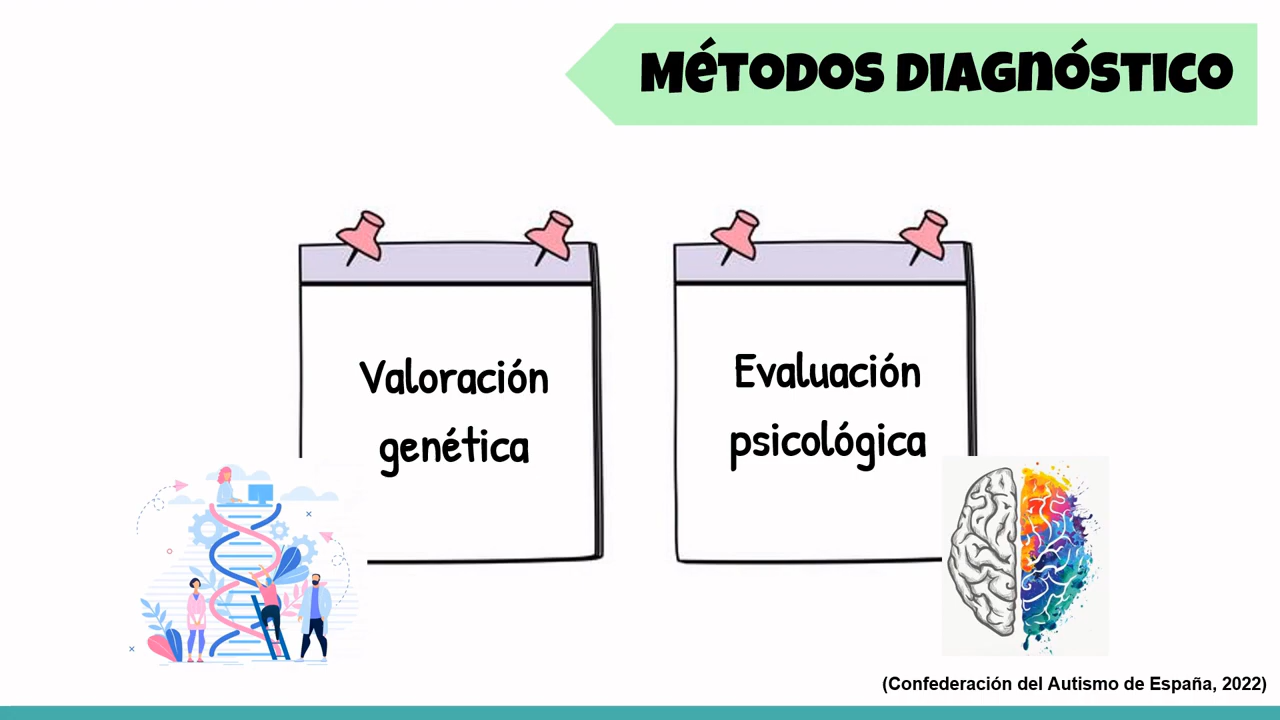 Métodos diagnóstico
Valoración
genética
Evaluación
psicológica
(Confederación del Autismo de España, 2022)